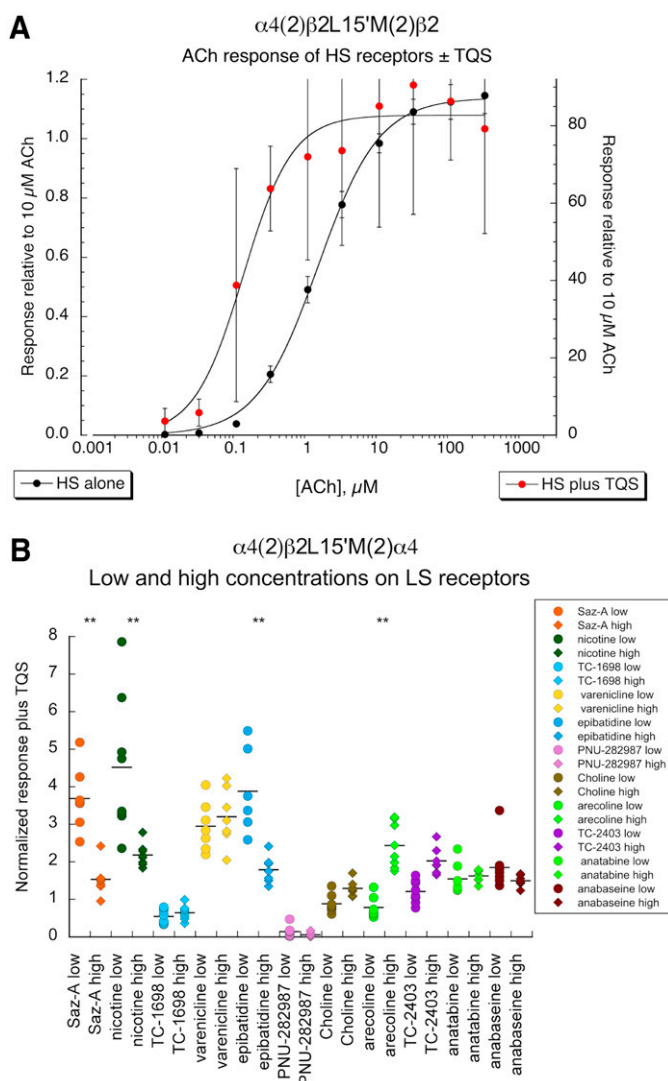 A
α4(2)β2L15'M(2)β2
ACh response of HS receptors ± TQS
Response relative to 10 µM ACh
1.2
1.0
0.8
0.6
0.4
0.2
0.0
80
60
40
20
0
Response relative to 10 µM ACh
0.001 0.01 0.1 1 10 100 1000
[ACh], µM
HS alone
HS plus TQS
B
α4(2)β2L15'M(2)α4
Low and high concentrations on LS receptors
Normalized response plus TQS
8
7
6
5
4
3
2
1
0
** ** ** **
Saz-A low
Saz-A high
nicotine low
nicotine high
TC-1698 low
TC-1698 high
varenicline low
varenicline high
epibatidine low
epibatidine high
PNU-282987 low
PNU-282987 high
Choline low
Choline high
arecoline low
arecoline high
TC-2403 low
TC-2403 high
anatabine low
anatabine high
anabaseine low
anabaseine high
Saz-A low
Saz-A high
nicotine low
nicotine high
TC-1698 low
TC-1698 high
varenicline low
varenicline high
epibatidine low
epibatidine high
PNU-282987 low
PNU-282987 high
Choline low
Choline high
arecoline low
arecoline high
TC-2403 low
TC-2403 high
anatabine low
anatabine high
anabaseine low
anabaseine high